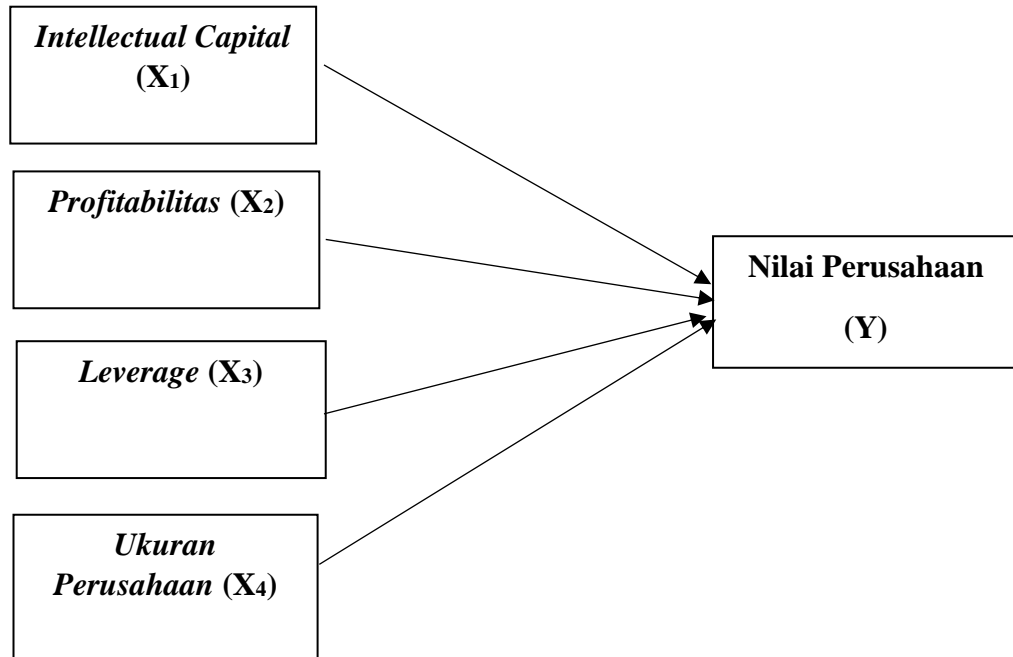 Intellectual Capital
(X1)
Profitabilitas (X2)
Nilai Perusahaan
(Y)
Leverage (X3)
Ukuran
Perusahaan (X4)